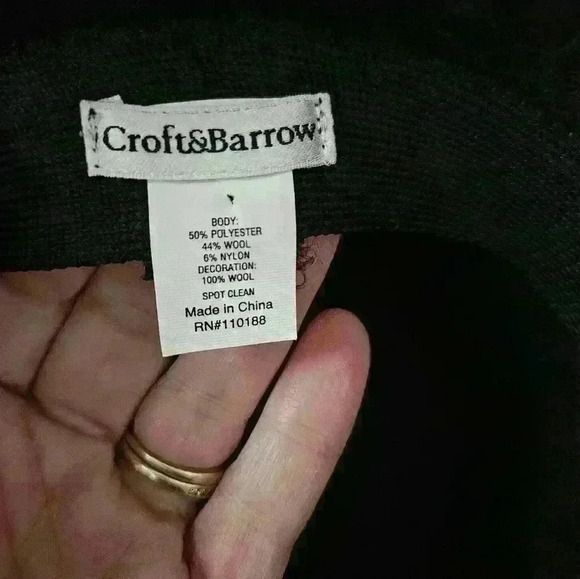 Croft&Barrow
BODY:
50% POLYESTER
44% WOOL
6% NYLON
DECORATION:
100% WOOL
SPOT CLEAN
Made in China
RN#110188